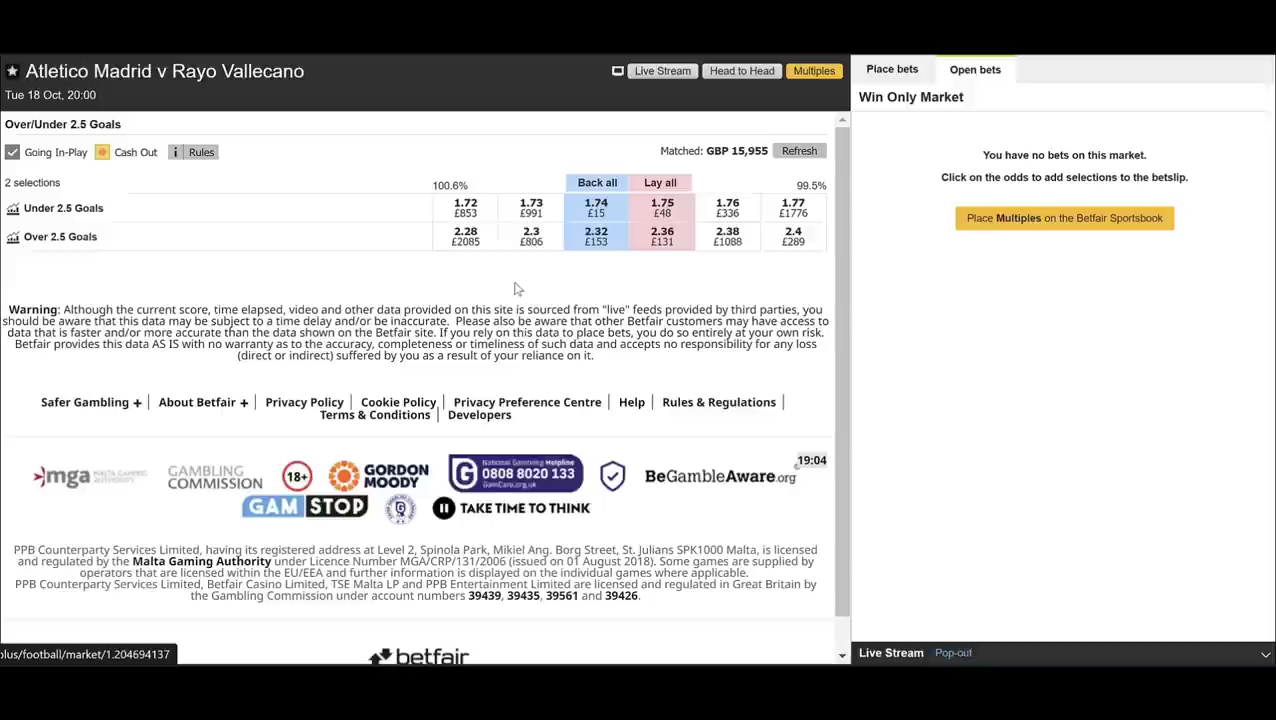 Atletico Madrid v Rayo Vallecano
Live Stream
Head to Head
Multiples
Tue 18 Oct, 20:00
Over/Under 2.5 Goals
Going In-Play
Cash Out
i Rules
Matched: GBP 15,955
Refresh
2 selections
100.6%
Back all
Lay all
99.5%
Under 2.5 Goals
1.72 1.73 1.74 1.75 1.76 1.77
£853 £991 £15 £48 £336 £1776
Over 2.5 Goals
2.28 2.3 2.32 2.36 2.38 2.4
£2085 £806 £153 £131 £1088 £289
Warning: Although the current score, time elapsed, video and other data provided on this site is sourced from "live" feeds provided by third parties, you
should be aware that this data may be subject to a time delay and/or be inaccurate. Please also be aware that other Betfair customers may have access to
data that is faster and/or more accurate than the data shown on the Betfair site. If you rely on this data to place bets, you do so entirely at your own risk.
Betfair provides this data AS IS with no warranty as to the accuracy, completeness or timeliness of such data and accepts no responsibility for any loss
(direct or indirect) suffered by you as a result of your reliance on it.
Safer Gambling + | About Betfair + | Privacy Policy | Cookie Policy | Privacy Preference Centre | Help | Rules & Regulations |
Terms & Conditions | Developers
mga MALTA GAMING AUTHORITY
GAMBLING COMMISSION
18+
GORDON MOODY
National Gambling Helpline
0808 8020 133
GamCare.org.uk
BeGambleAware.org
19:04
GAMSTOP
TAKE TIME TO THINK
PPB Counterparty Services Limited, having its registered address at Level 2, Spinola Park, Mikiel Ang. Borg Street, St. Julians SPK1000 Malta, is licensed
and regulated by the Malta Gaming Authority under Licence Number MGA/CRP/131/2006 (issued on 01 August 2018). Some games are supplied by
operators that are licensed within the EU/EEA and further information is displayed on the individual games where applicable.
PPB Counterparty Services Limited, Betfair Casino Limited, TSE Malta LP and PPB Entertainment Limited are licensed and regulated in Great Britain by
the Gambling Commission under account numbers 39439, 39435, 39561 and 39426.
plus/football/market/1.204694137
betfair
Place bets
Open bets
Win Only Market
You have no bets on this market.
Click on the odds to add selections to the betslip.
Place Multiples on the Betfair Sportsbook
Live Stream
Pop-out